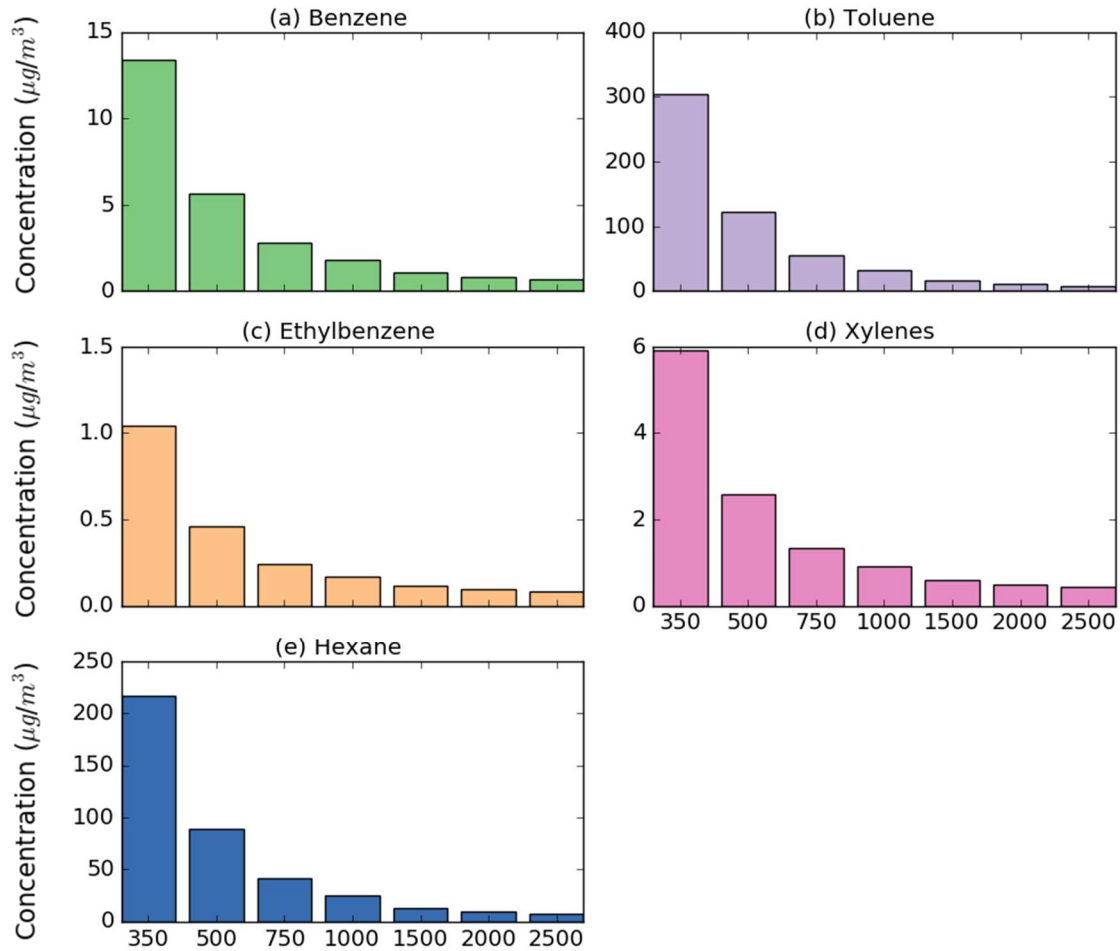 (a) Benzene
Concentration (μg/m³)
15
10
5
0
(b) Toluene
400
300
200
100
0
(c) Ethylbenzene
Concentration (μg/m³)
1.5
1.0
0.5
0.0
(d) Xylenes
6
4
2
0
350 500 750 1000 1500 2000 2500
(e) Hexane
Concentration (μg/m³)
250
200
150
100
50
0
350 500 750 1000 1500 2000 2500